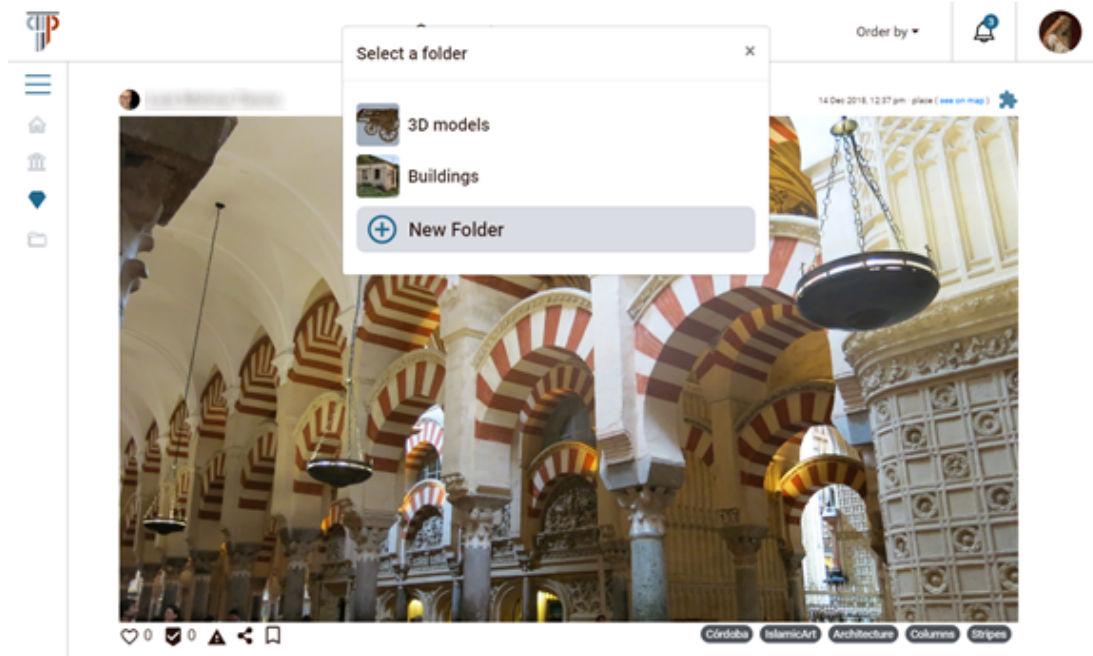 Order by
3
Select a folder
×
14 Dec 2018, 12:37 pm - place ( see on map )
3D models
Buildings
New Folder
0 0
Córdoba IslamicArt Architecture Columns Stripes